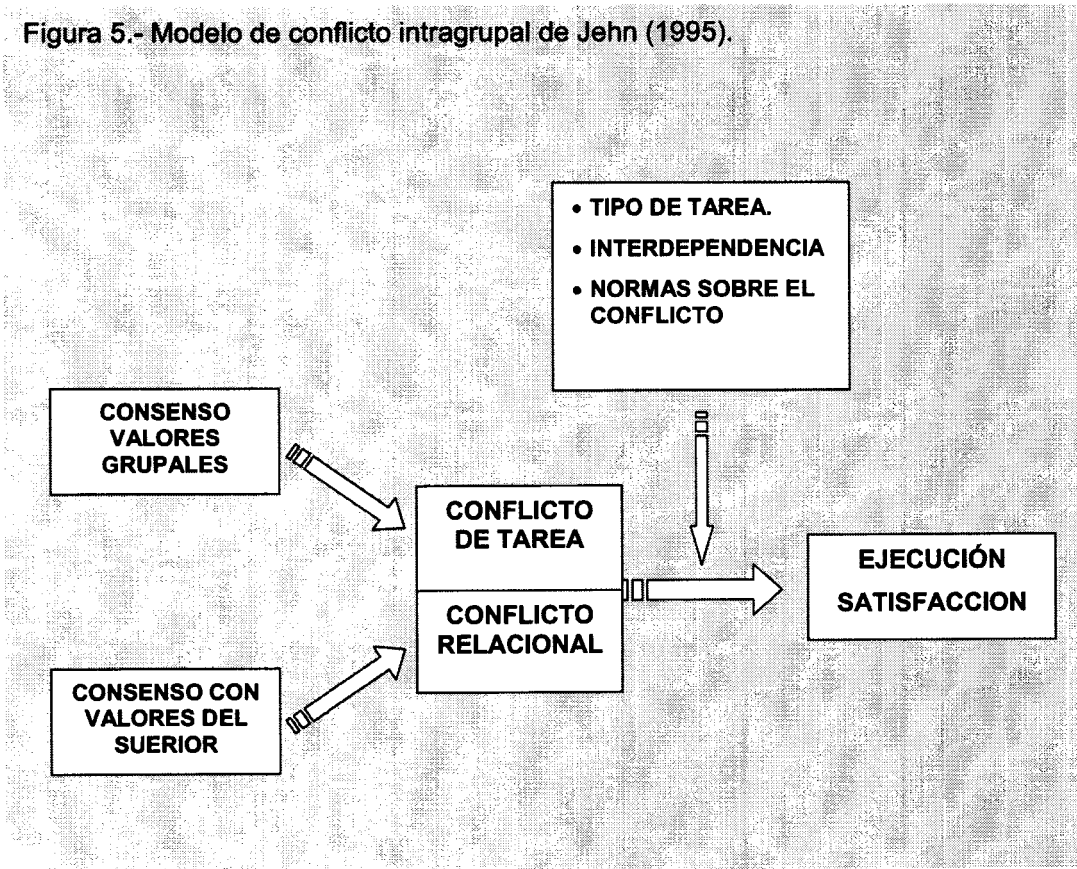 Figura 5.- Modelo de conflicto intragrupal de Jehn (1995).
• TIPO DE TAREA.
• INTERDEPENDENCIA
• NORMAS SOBRE EL
CONFLICTO
CONSENSO
VALORES
GRUPALES
CONFLICTO
DE TAREA
CONFLICTO
RELACIONAL
EJECUCIÓN
SATISFACCION
CONSENSO CON
VALORES DEL
SUERIOR